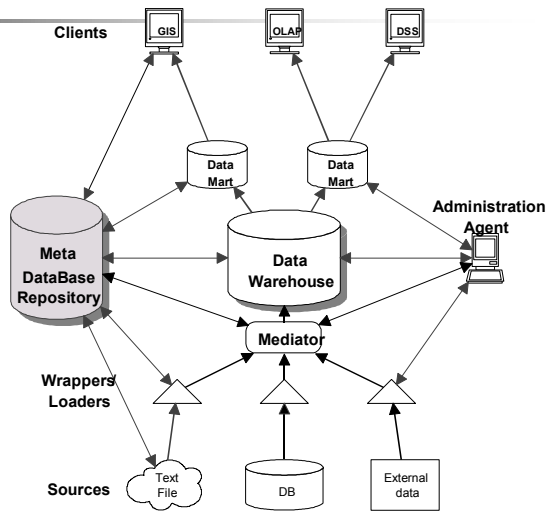 Clients
GIS
OLAP
DSS
Data
Mart
Data
Mart
Administration
Agent
Meta
DataBase
Repository
Data
Warehouse
Mediator
Wrappers/
Loaders
Sources
Text
File
DB
External
data